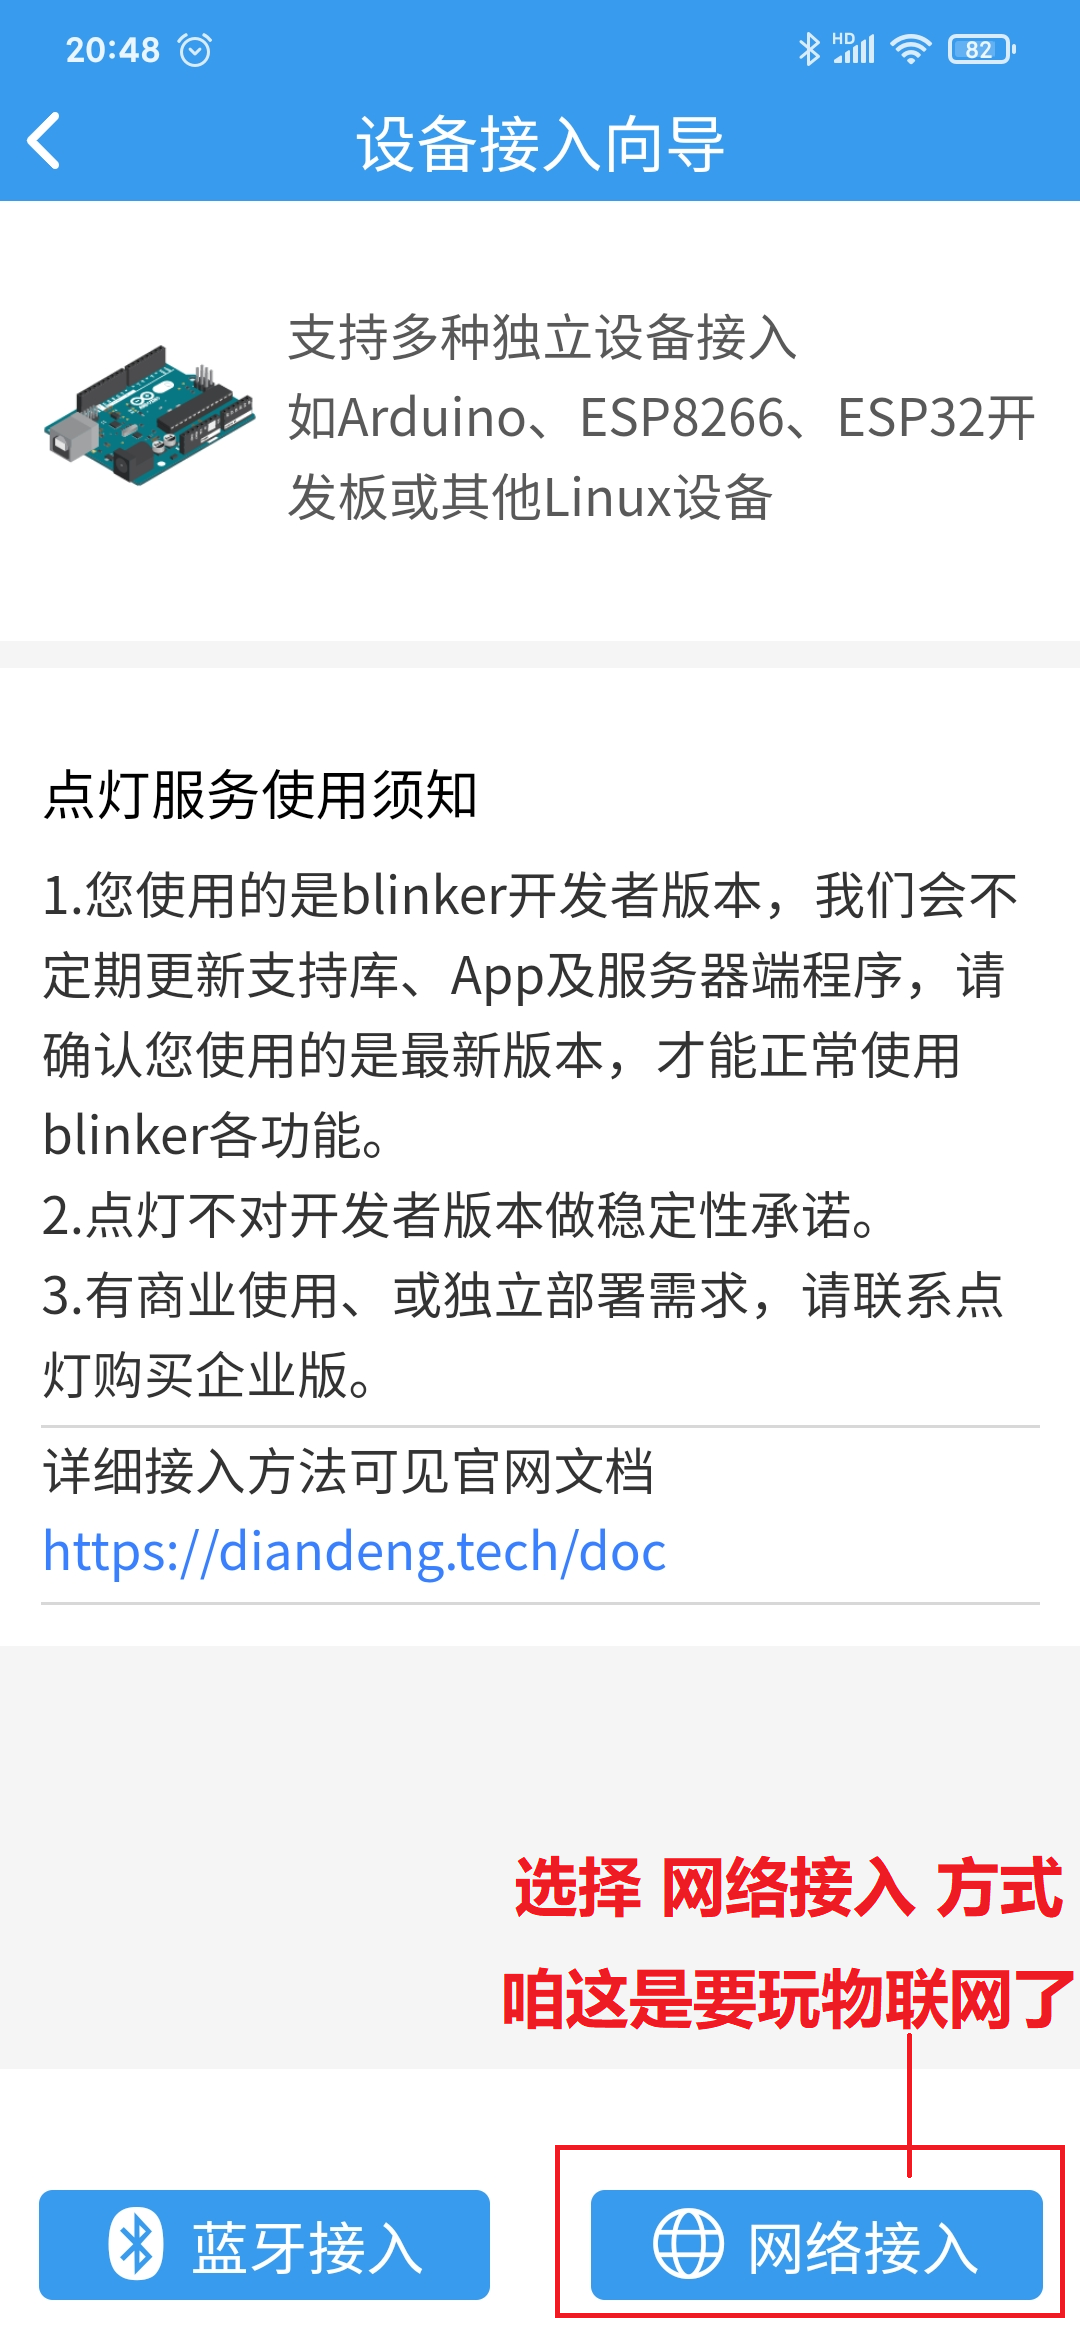 20:48
HD
82
设备接入向导
支持多种独立设备接入
如Arduino、ESP8266、ESP32开
发板或其他Linux设备
点灯服务使用须知
1.您使用的是blinker开发者版本，我们会不
定期更新支持库、App及服务器端程序，请
确认您使用的是最新版本，才能正常使用
blinker各功能。
2.点灯不对开发者版本做稳定性承诺。
3.有商业使用、或独立部署需求，请联系点
灯购买企业版。
详细接入方法可见官网文档
https://diandeng.tech/doc
选择 网络接入 方式
咱这是要玩物联网了
蓝牙接入
网络接入